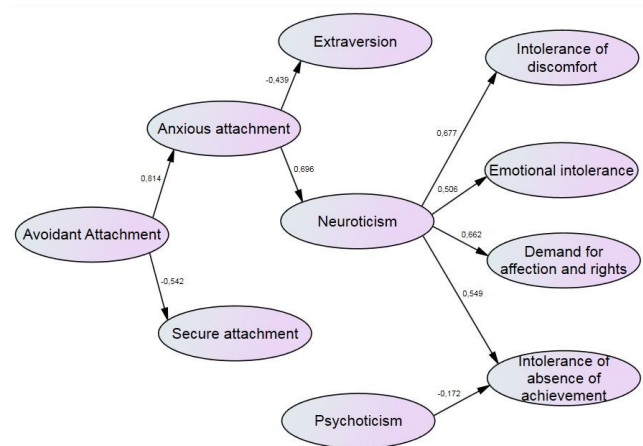 Extraversion
Intolerance of
discomfort
-0,439
Anxious attachment
0,677
0,696
Emotional intolerance
0,814
0,506
Neuroticism
Avoidant Attachment
0,662
Demand for
affection and rights
-0,542
0,549
Secure attachment
Intolerance of
absence of
achievement
-0,172
Psychoticism